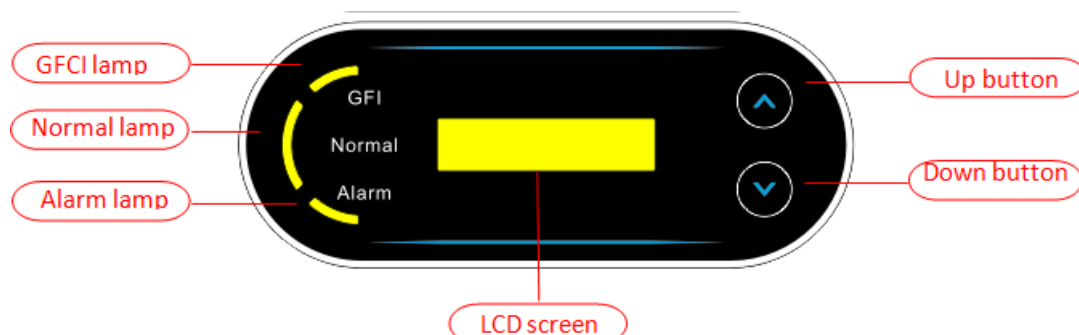 GFCI lamp
GFI
Up button
Normal lamp
Normal
Alarm lamp
Alarm
Down button
LCD screen